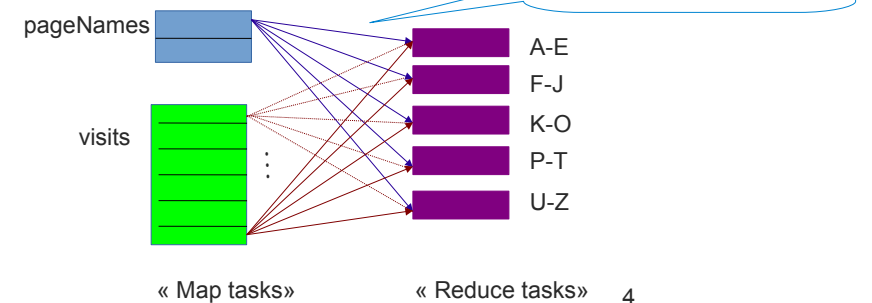 pageNames
A-E
F-J
K-O
visits
P-T
U-Z
« Map tasks»
« Reduce tasks»
4